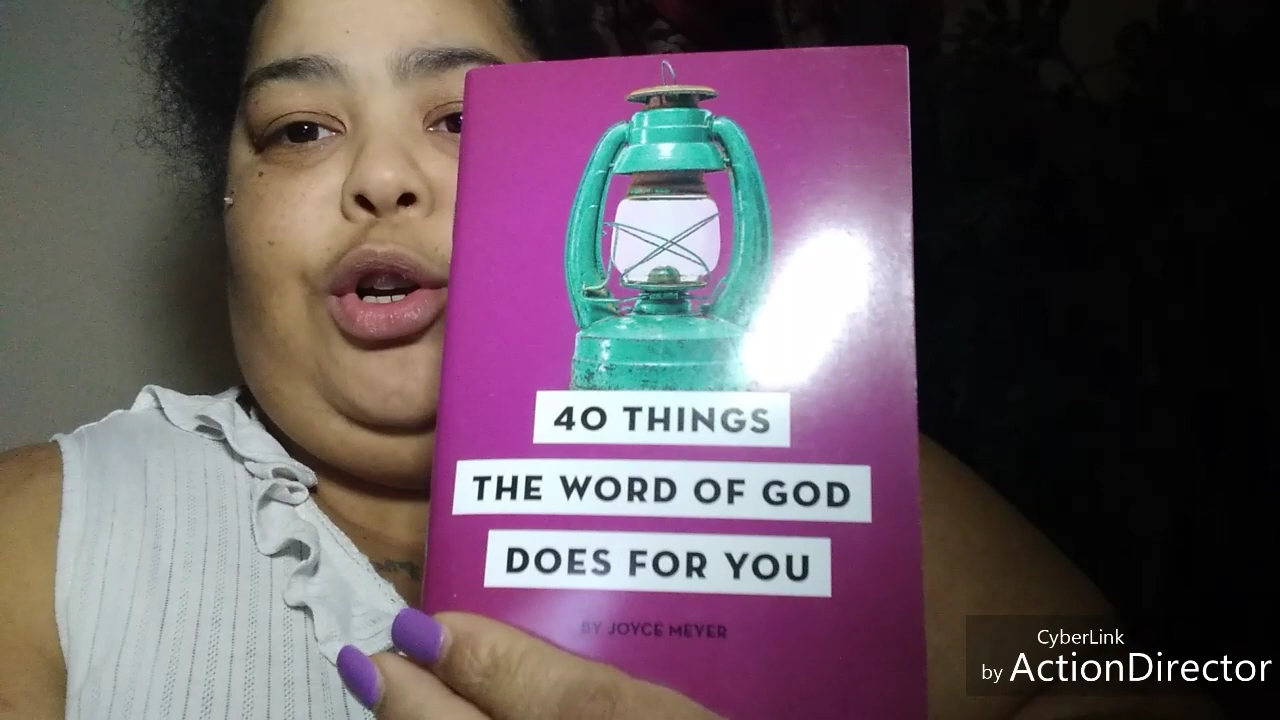 40 THINGS
THE WORD OF GOD
DOES FOR YOU
BY JOYCE MEYER
CyberLink
by ActionDirector